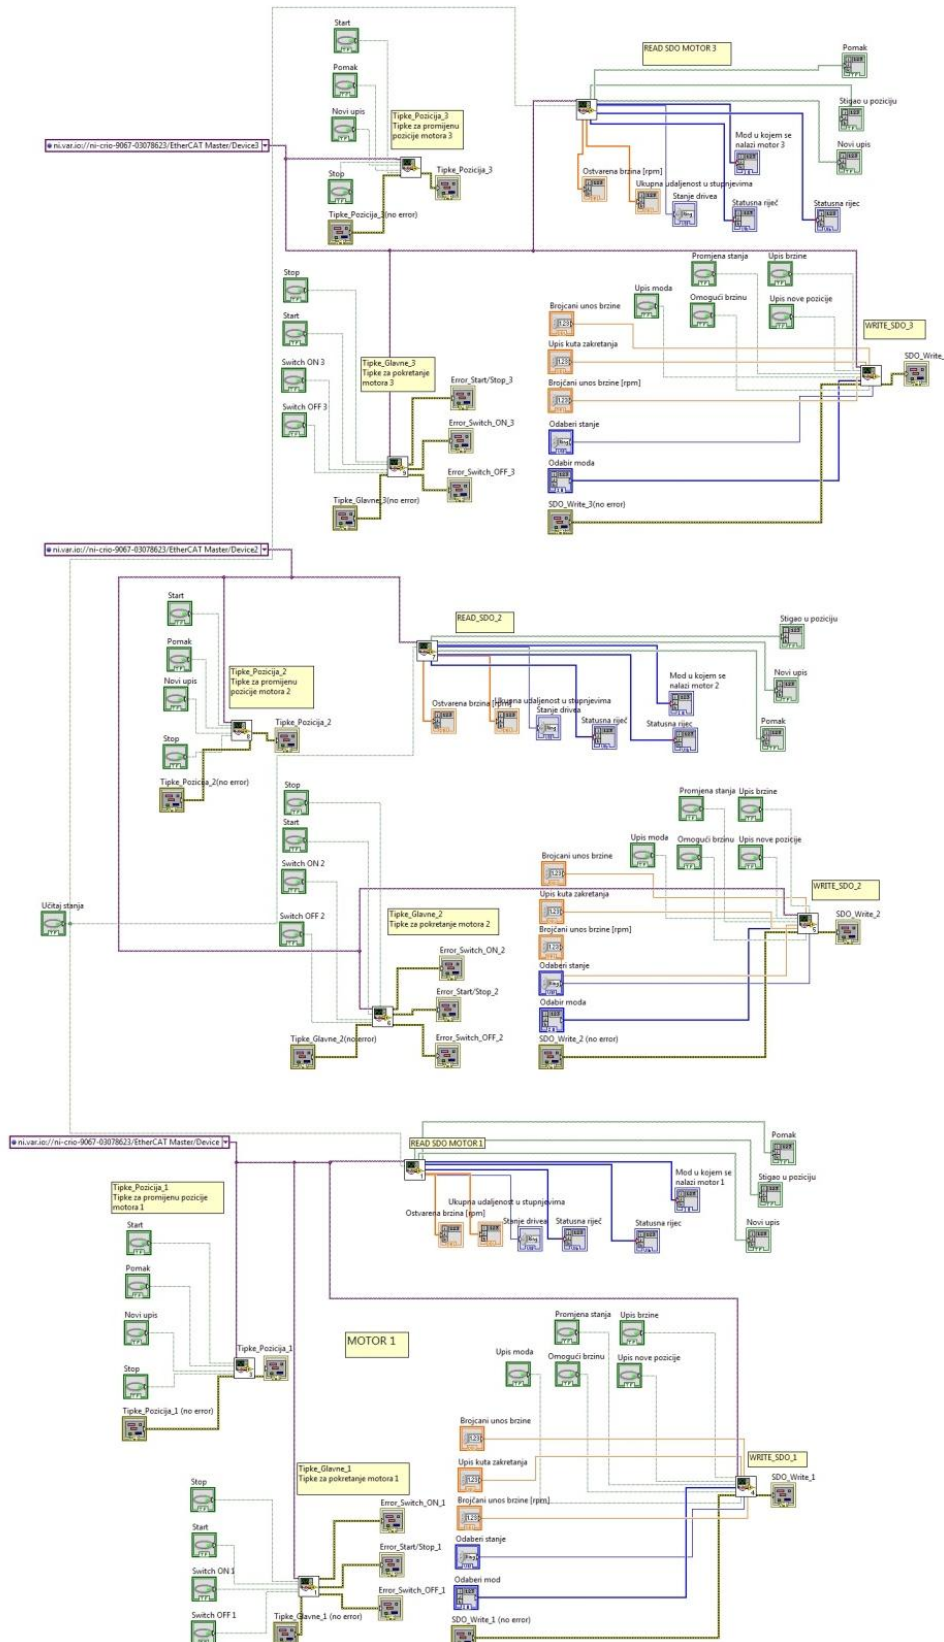 Start
Pomak
Novi upis
Tipke_Pozicija_3
Tipke za promijenu
pozicije motora 3
ni.var.io://ni-crio-9067-03078623/EtherCAT Master/Device3
Stop
Tipke_Pozicija_3
Tipke_Pozicija_3(no error)
READ SDO MOTOR 3
Pomak
Stigao u poziciju
Mod u kojem se
nalazi motor 3
Novi upis
Ostvarena brzina [rpm]
Ukupna udaljenost u stupnjevima
Stanje drivea
Statusna riječ
Statusna rijec
Stop
Start
Switch ON 3
Switch OFF 3
Tipke_Glavne_3
Tipke za pokretanje
motora 3
Error_Start/Stop_3
Error_Switch_ON_3
Error_Switch_OFF_3
Tipke_Glavne_3(no error)
9
Promjena stanja
Upis brzine
Upis moda
Omogući brzinu
Upis nove pozicije
Brojcani unos brzine
Upis kuta zakretanja
Brojčani unos brzine [rpm]
Odaberi stanje
Odabir moda
SDO_Write_3(no error)
WRITE_SDO_3
SDO_Write_
ni.var.io://ni-crio-9067-03078623/EtherCAT Master/Device2
Start
Pomak
Novi upis
Stop
Tipke_Pozicija_2
Tipke za promijenu
pozicije motora 2
Tipke_Pozicija_2
Tipke_Pozicija_2(no error)
READ_SDO_2
Stigao u poziciju
Mod u kojem se
nalazi motor 2
Novi upis
Pomak
Ostvarena brzina [rpm]
Ukupna udaljenost u stupnjevima
Stanje drivea
Statusna riječ
Statusna riječ
Učitaj stanja
Stop
Start
Switch ON 2
Switch OFF 2
Tipke_Glavne_2
Tipke za pokretanje motora 2
Error_Switch_ON_2
Error_Start/Stop_2
Error_Switch_OFF_2
Tipke_Glavne_2(no error)
6
Promjena stanja
Upis brzine
Upis moda
Omogući brzinu
Upis nove pozicije
Brojcani unos brzine
Upis kuta zakretanja
Brojčani unos brzine [rpm]
Odaberi stanje
Odabir moda
SDO_Write_2 (no error)
WRITE_SDO_2
SDO_Write_2
5
ni.var.io://ni-crio-9067-03078623/EtherCAT Master/Device
READ SDO MOTOR 1
Pomak
Stigao u poziciju
Mod u kojem se
nalazi motor 1
Novi upis
Ukupna udaljenost u stupnjevima
Ostvarena brzina [rpm]
Stanje drivea
Statusna riječ
Statusna rijec
Tipke_Pozicija_1
Tipke za promijenu pozicije
motora 1
Start
Pomak
Novi upis
Stop
Tipke_Pozicija_1
Tipke_Pozicija_1 (no error)
MOTOR 1
Promjena stanja
Upis brzine
Upis moda
Omogući brzinu
Upis nove pozicije
Brojcani unos brzine
Upis kuta zakretanja
Brojčani unos brzine [rpm]
Odaberi stanje
Odaberi mod
SDO_Write_1 (no error)
WRITE_SDO_1
SDO_Write_1
4
Tipke_Glavne_1
Tipke za pokretanje motora 1
Stop
Start
Switch ON 1
Switch OFF 1
Error_Switch_ON_1
Error_Start/Stop_1
Error_Switch_OFF_1
Tipke_Glavne_1 (no error)
1